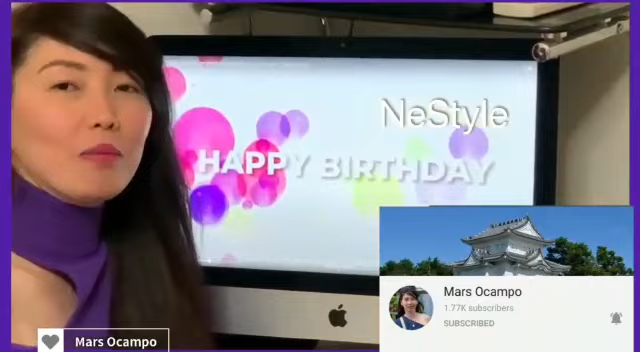 NeStyle
HAPPY BIRTHDAY
Mars Ocampo
1.77K subscribers
SUBSCRIBED
Mars Ocampo